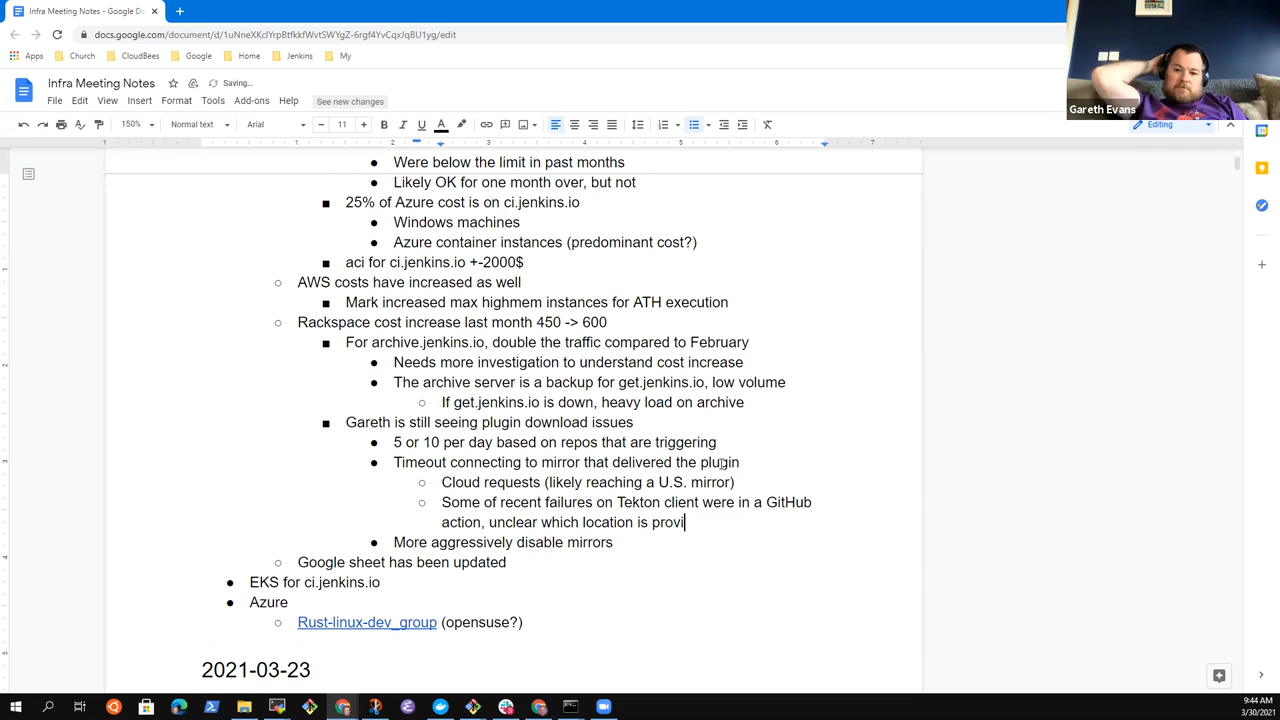 Infra Meeting Notes - Google Do
docs.google.com/document/d/1uNneXKcIYrpBtfkkfWvtSWYgZ-6rgf4YvCqxJqBU1yg/edit
Apps Church CloudBees Google Home Jenkins My
Infra Meeting Notes Saving...
File Edit View Insert Format Tools Add-ons Help See new changes
Gareth Evans
150% Normal text Arial 11 Editing
1 1 2 3 4 5 6 7
Were below the limit in past months
Likely OK for one month over, but not
25% of Azure cost is on ci.jenkins.io
Windows machines
Azure container instances (predominant cost?)
aci for ci.jenkins.io +-2000$
AWS costs have increased as well
Mark increased max highmem instances for ATH execution
Rackspace cost increase last month 450 -> 600
For archive.jenkins.io, double the traffic compared to February
Needs more investigation to understand cost increase
The archive server is a backup for get.jenkins.io, low volume
If get.jenkins.io is down, heavy load on archive
Gareth is still seeing plugin download issues
5 or 10 per day based on repos that are triggering
Timeout connecting to mirror that delivered the plugin
Cloud requests (likely reaching a U.S. mirror)
Some of recent failures on Tekton client were in a GitHub
action, unclear which location is provi
More aggressively disable mirrors
Google sheet has been updated
EKS for ci.jenkins.io
Azure
Rust-linux-dev_group (opensuse?)
2021-03-23
9:44 AM
3/30/2021